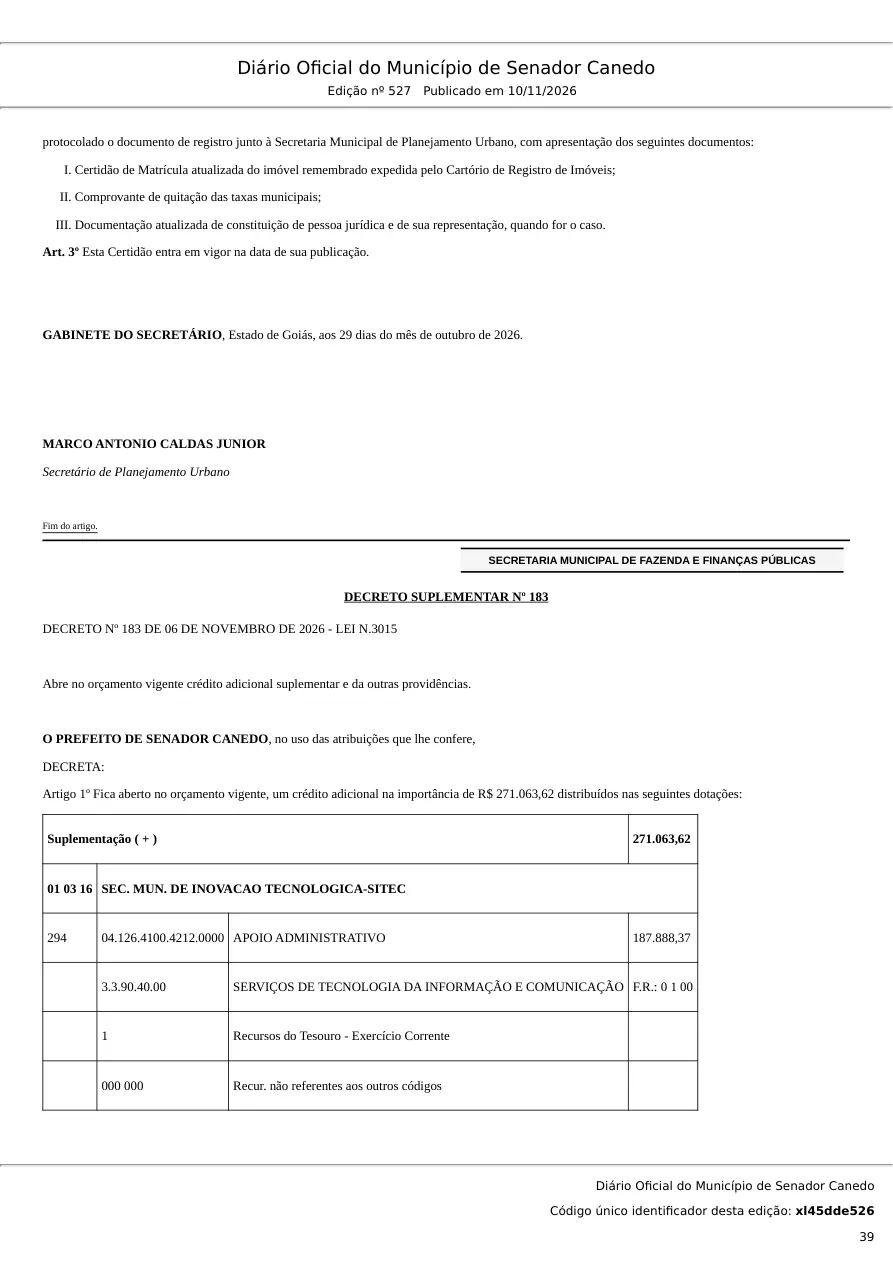 Diário Oficial do Município de Senador Canedo
Edição nº 527 Publicado em 10/11/2026
protocolado o documento de registro junto à Secretaria Municipal de Planejamento Urbano, com apresentação dos seguintes documentos:
I. Certidão de Matrícula atualizada do imóvel remembrado expedida pelo Cartório de Registro de Imóveis;
II. Comprovante de quitação das taxas municipais;
III. Documentação atualizada de constituição de pessoa jurídica e de sua representação, quando for o caso.
Art. 3º Esta Certidão entra em vigor na data de sua publicação.
GABINETE DO SECRETÁRIO, Estado de Goiás, aos 29 dias do mês de outubro de 2026.
MARCO ANTONIO CALDAS JUNIOR
Secretário de Planejamento Urbano
Fim do artigo.
SECRETARIA MUNICIPAL DE FAZENDA E FINANÇAS PÚBLICAS
DECRETO SUPLEMENTAR Nº 183
DECRETO Nº 183 DE 06 DE NOVEMBRO DE 2026 - LEI N.3015
Abre no orçamento vigente crédito adicional suplementar e da outras providências.
O PREFEITO DE SENADOR CANEDO, no uso das atribuições que lhe confere,
DECRETA:
Artigo 1º Fica aberto no orçamento vigente, um crédito adicional na importância de R$ 271.063,62 distribuídos nas seguintes dotações:
Suplementação ( + ) 271.063,62
01 03 16 SEC. MUN. DE INOVACAO TECNOLOGICA-SITEC
294 04.126.4100.4212.0000 APOIO ADMINISTRATIVO 187.888,37
3.3.90.40.00 SERVIÇOS DE TECNOLOGIA DA INFORMAÇÃO E COMUNICAÇÃO F.R.: 0 1 00
1 Recursos do Tesouro - Exercício Corrente
000 000 Recur. não referentes aos outros códigos
Diário Oficial do Município de Senador Canedo
Código único identificador desta edição: xl45dde526
39